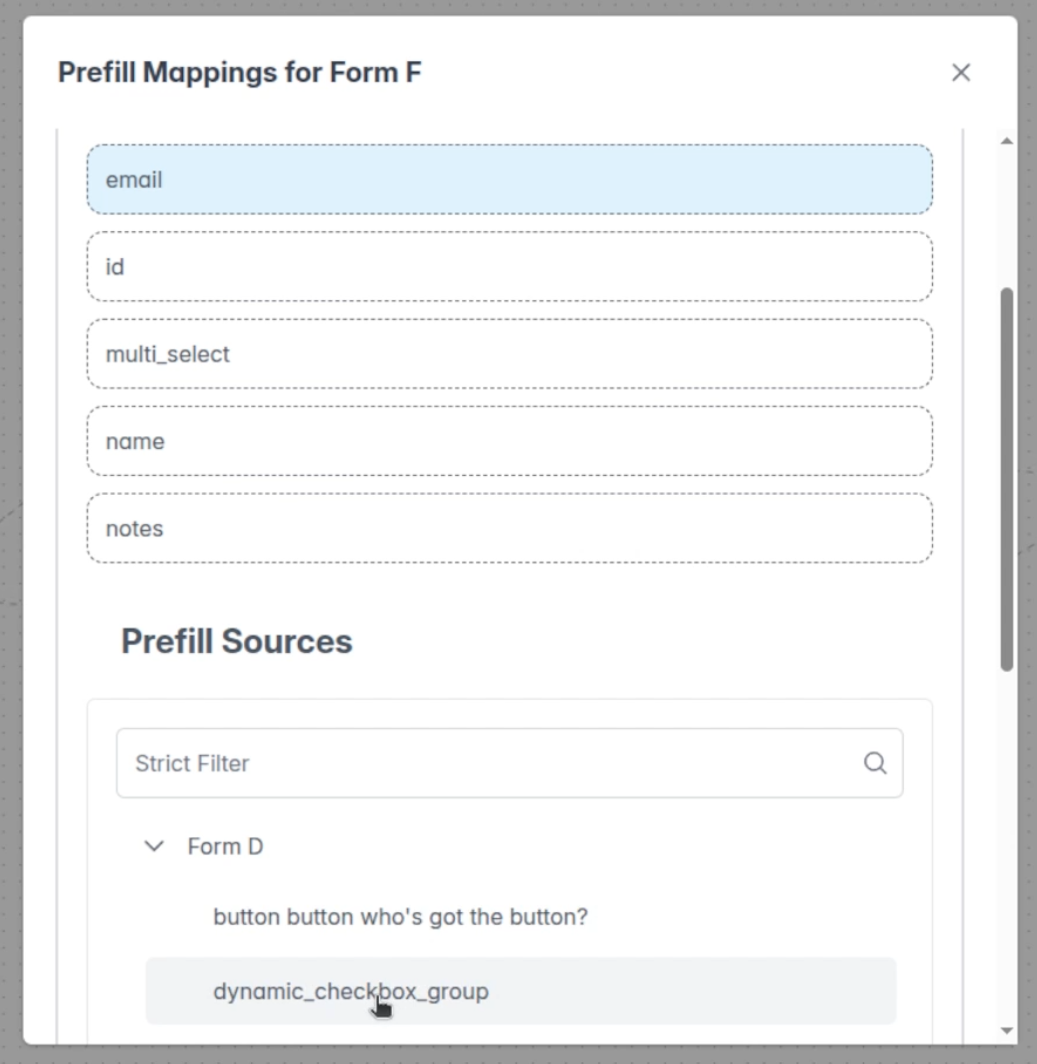 Prefill Mappings for Form F
email
id
multi_select
name
notes
Prefill Sources
Strict Filter
Form D
button button who's got the button?
dynamic_checkbox_group